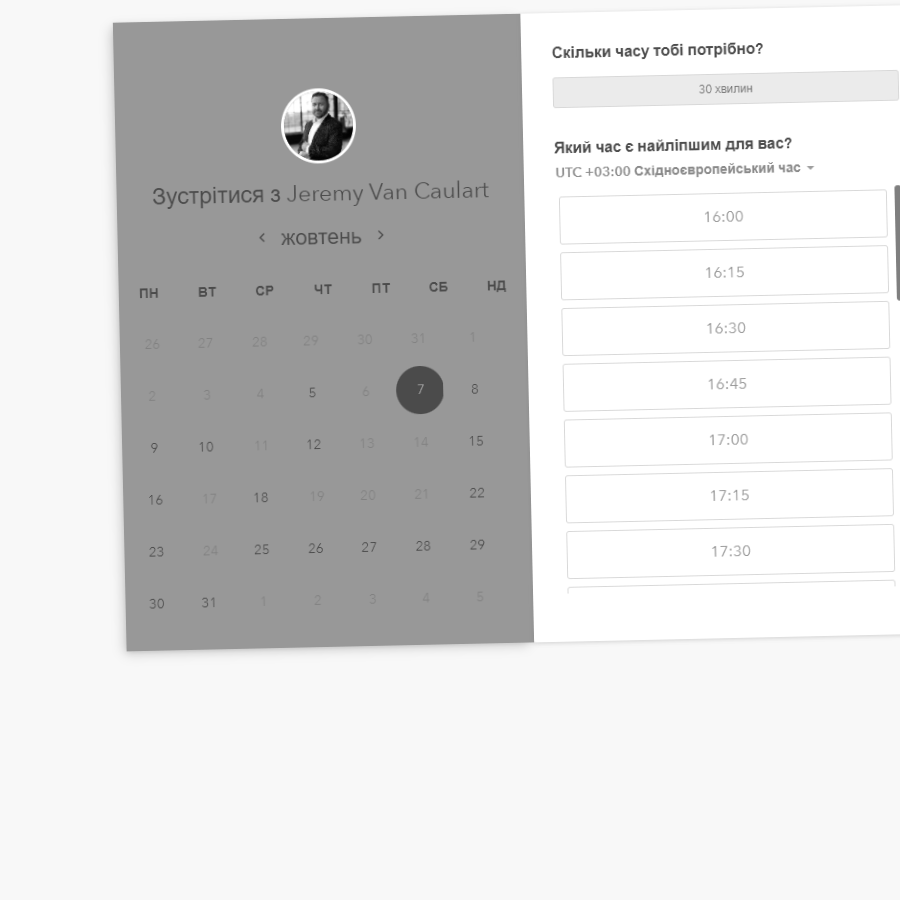 Зустрітися з Jeremy Van Caulart
жовтень
ПН ВТ СР ЧТ ПТ СБ НД
26 27 28 29 30 31 1
2 3 4 5 6 7 8
9 10 11 12 13 14 15
16 17 18 19 20 21 22
23 24 25 26 27 28 29
30 31 1 2 3 4 5
Скільки часу тобі потрібно?
30 хвилин
Який час є найліпшим для вас?
UTC +03:00 Східноєвропейський час
16:00
16:15
16:30
16:45
17:00
17:15
17:30